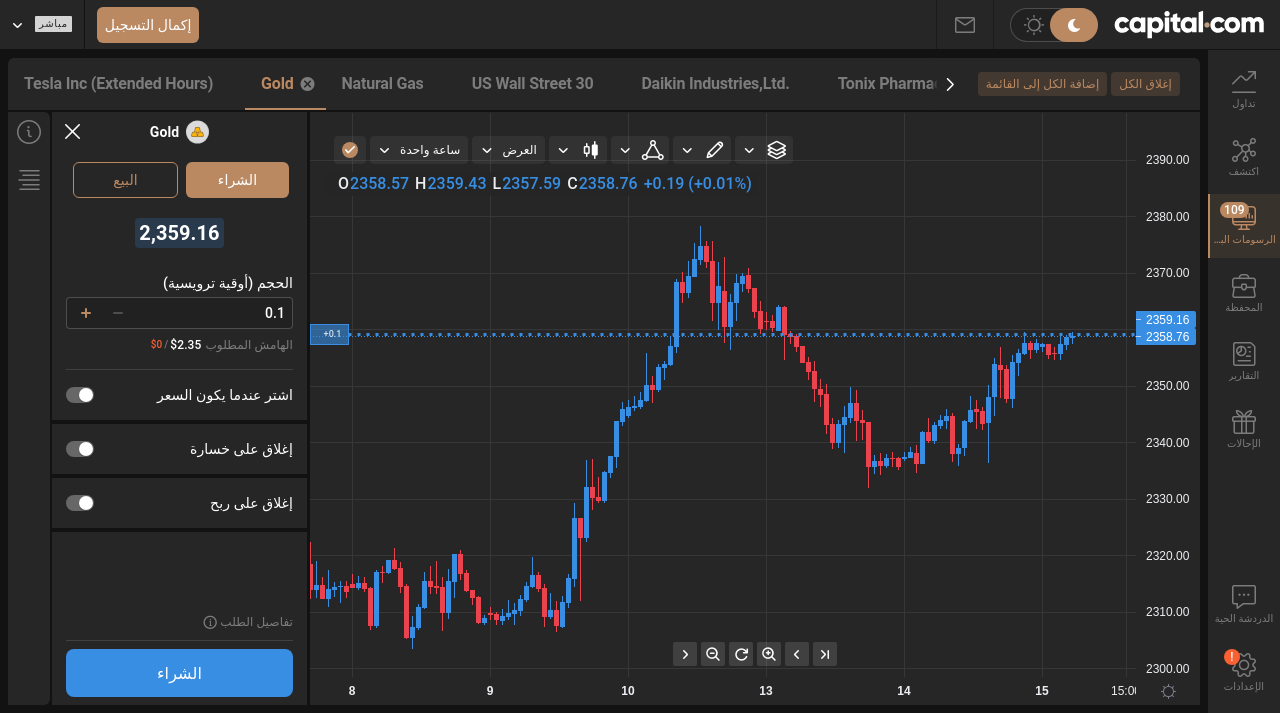 capital.com
إكمال التسجيل
مباشر
إغلاق الكل
إضافة الكل إلى القائمة
Tesla Inc (Extended Hours)
Gold
Natural Gas
US Wall Street 30
Daikin Industries,Ltd.
Tonix Pharmac
تداول
اكتشف
109
الرسومات الب...
المحفظة
التقارير
الإحالات
الدردشة الحية
!
الإعدادات
ساعة واحدة
العرض
O2358.57 H2359.43 L2357.59 C2358.76 +0.19 (+0.01%)
2390.00
2380.00
2370.00
2359.16
2358.76
2350.00
2340.00
2330.00
2320.00
2310.00
2300.00
+0.1
8 9 10 13 14 15 15:00
Gold
الشراء
البيع
2,359.16
الحجم (أوقية ترويسية)
0.1
الهامش المطلوب $2.35 / $0
اشتر عندما يكون السعر
إغلاق على خسارة
إغلاق على ربح
تفاصيل الطلب
الشراء